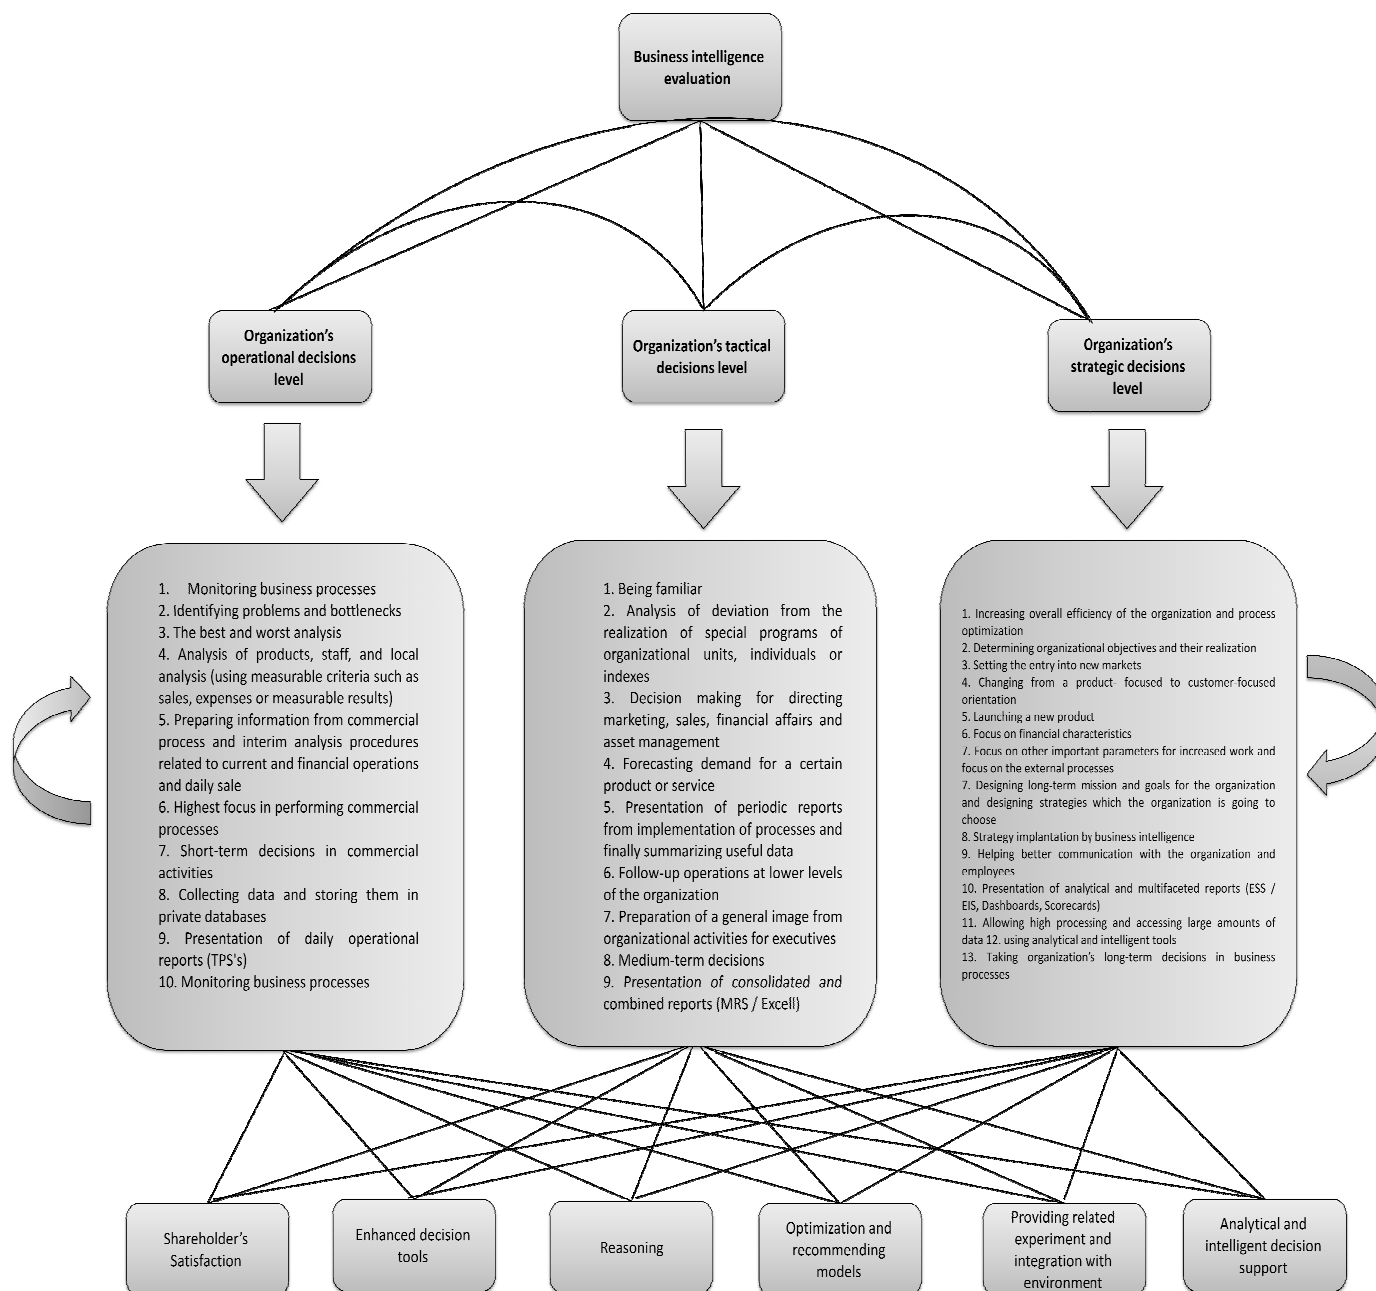 Business intelligence
evaluation
Organization's
operational decisions
level
Organization's tactical
decisions level
Organization's
strategic decisions
level
1. Monitoring business processes
2. Identifying problems and bottlenecks
3. The best and worst analysis
4. Analysis of products, staff, and local
analysis (using measurable criteria such as
sales, expenses or measurable results)
5. Preparing information from commercial
process and interim analysis procedures
related to current and financial operations
and daily sale
6. Highest focus in performing commercial
processes
7. Short-term decisions in commercial
activities
8. Collecting data and storing them in
private databases
9. Presentation of daily operational
reports (TPS's)
10. Monitoring business processes
1. Being familiar
2. Analysis of deviation from the
realization of special programs of
organizational units, individuals or
indexes
3. Decision making for directing
marketing, sales, financial affairs and
asset management
4. Forecasting demand for a certain
product or service
5. Presentation of periodic reports
from implementation of processes and
finally summarizing useful data
6. Follow-up operations at lower levels
of the organization
7. Preparation of a general image from
organizational activities for executives
8. Medium-term decisions
9. Presentation of consolidated and
combined reports (MRS / Excell)
1. Increasing overall efficiency of the organization and process
optimization
2. Determining organizational objectives and their realization
3. Setting the entry into new markets
4. Changing from a product- focused to customer-focused
orientation
5. Launching a new product
6. Focus on financial characteristics
7. Focus on other important parameters for increased work and
focus on the external processes
7. Designing long-term mission and goals for the organization
and designing strategies which the organization is going to
choose
8. Strategy implantation by business intelligence
9. Helping better communication with the organization and
employees
10. Presentation of analytical and multifaceted reports (ESS /
EIS, Dashboards, Scorecards)
11. Allowing high processing and accessing large amounts of
data 12. using analytical and intelligent tools
13. Taking organization's long-term decisions in business
processes
Shareholder's
Satisfaction
Enhanced decision
tools
Reasoning
Optimization and
recommending
models
Providing related
experiment and
integration with
environment
Analytical and
intelligent decision
support